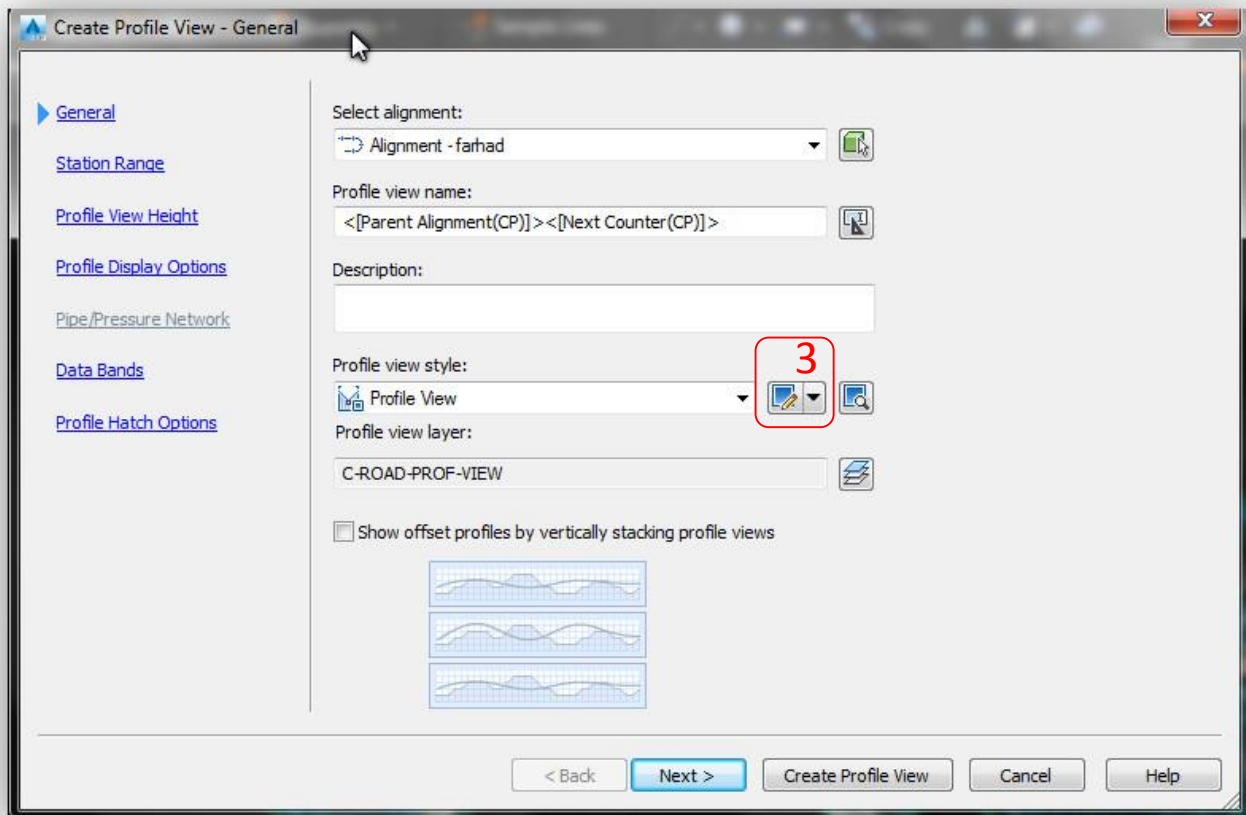 Create Profile View - General
General
Station Range
Profile View Height
Profile Display Options
Pipe/Pressure Network
Data Bands
Profile Hatch Options
Select alignment:
Alignment - farhad
Profile view name:
<[Parent Alignment(CP)]><[Next Counter(CP)]>
Description:
Profile view style:
3
Profile View
Profile view layer:
C-ROAD-PROF-VIEW
Show offset profiles by vertically stacking profile views
< Back Next > Create Profile View Cancel Help